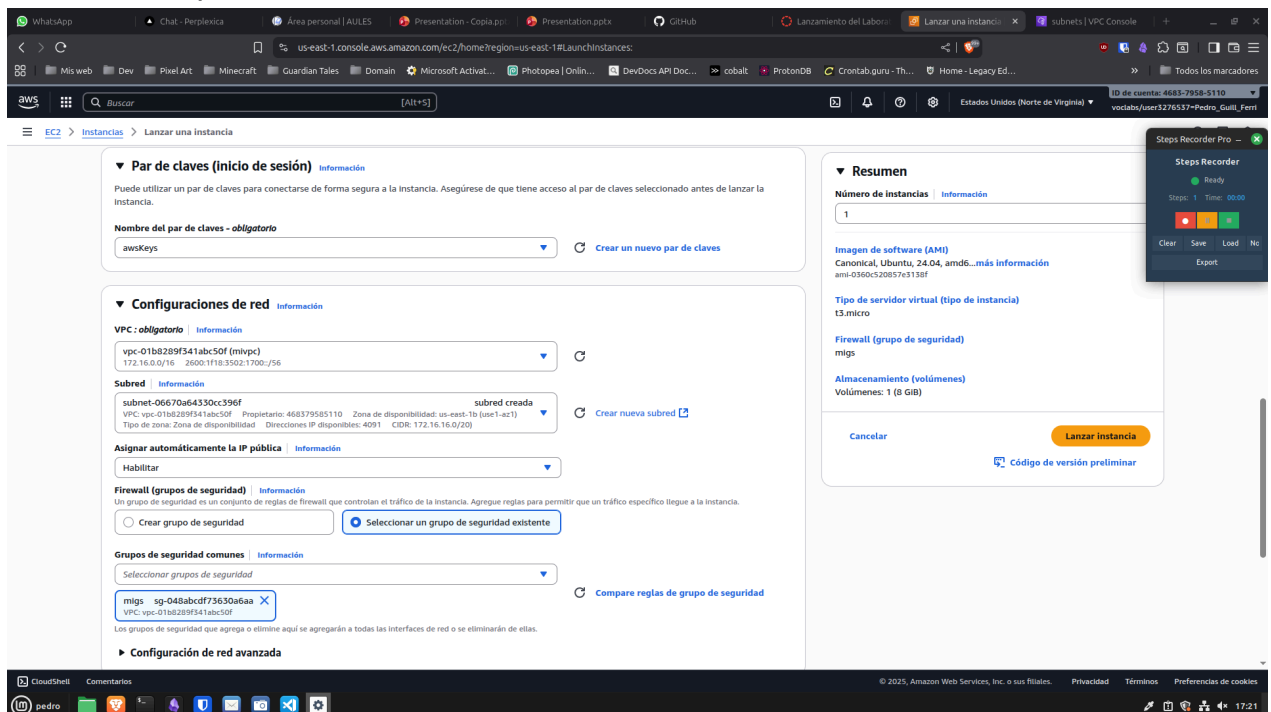 WhatsApp
Chat - Perplexica
Área personal | AULES
Presentation - Copia.ppt
Presentation.pptx
GitHub
Lanzamiento del Laborat
Lanzar una instancia
subnets | VPC Console
us-east-1.console.aws.amazon.com/ec2/home?region=us-east-1#LaunchInstances:
Mis web
Dev
Pixel Art
Minecraft
Guardian Tales
Domain
Microsoft Activat...
Photopea | Onlin...
DevDocs API Doc...
cobalt
ProtonDB
Crontab.guru - Th...
Home - Legacy Ed...
»
Todos los marcadores
aws
Buscar
[Alt+S]
Estados Unidos (Norte de Virginia)
ID de cuenta: 4683-7958-5110
voclabs/user3276537=Pedro_Guill_Ferri
EC2 > Instancias > Lanzar una instancia
Par de claves (inicio de sesión) Información
Puede utilizar un par de claves para conectarse de forma segura a la instancia. Asegúrese de que tiene acceso al par de claves seleccionado antes de lanzar la
instancia.
Nombre del par de claves - obligatorio
awsKeys
Crear un nuevo par de claves
Configuraciones de red Información
VPC : obligatorio Información
vpc-01b8289f341abc50f (mivpc)
172.16.0.0/16 2600:1f18:3502:1700::/56
Subred Información
subnet-06670a64330cc396f subred creada
VPC: vpc-01b8289f341abc50f Propietario: 468379585110 Zona de disponibilidad: us-east-1b (use1-az1)
Tipo de zona: Zona de disponibilidad Direcciones IP disponibles: 4091 CIDR: 172.16.16.0/20)
Crear nueva subred
Asignar automáticamente la IP pública Información
Habilitar
Firewall (grupos de seguridad) Información
Un grupo de seguridad es un conjunto de reglas de firewall que controlan el tráfico de la instancia. Agregue reglas para permitir que un tráfico específico llegue a la instancia.
Crear grupo de seguridad
Seleccionar un grupo de seguridad existente
Grupos de seguridad comunes Información
Seleccionar grupos de seguridad
migs sg-048abcdf73630a6aa
VPC: vpc-01b8289f341abc50f
Compare reglas de grupo de seguridad
Los grupos de seguridad que agrega o elimine aquí se agregarán a todas las interfaces de red o se eliminarán de ellas.
Configuración de red avanzada
Resumen
Número de instancias Información
1
Imagen de software (AMI)
Canonical, Ubuntu, 24.04, amd6...más información
ami-0360c520857e3138f
Tipo de servidor virtual (tipo de instancia)
t3.micro
Firewall (grupo de seguridad)
migs
Almacenamiento (volúmenes)
Volúmenes: 1 (8 GiB)
Cancelar
Lanzar instancia
Código de versión preliminar
Steps Recorder Pro
Steps Recorder
Ready
Steps: 1 Time: 00:00
Clear
Save
Load
Nc
Export
CloudShell
Comentarios
© 2025, Amazon Web Services, Inc. o sus filiales.
Privacidad
Términos
Preferencias de cookies
pedro
17:21